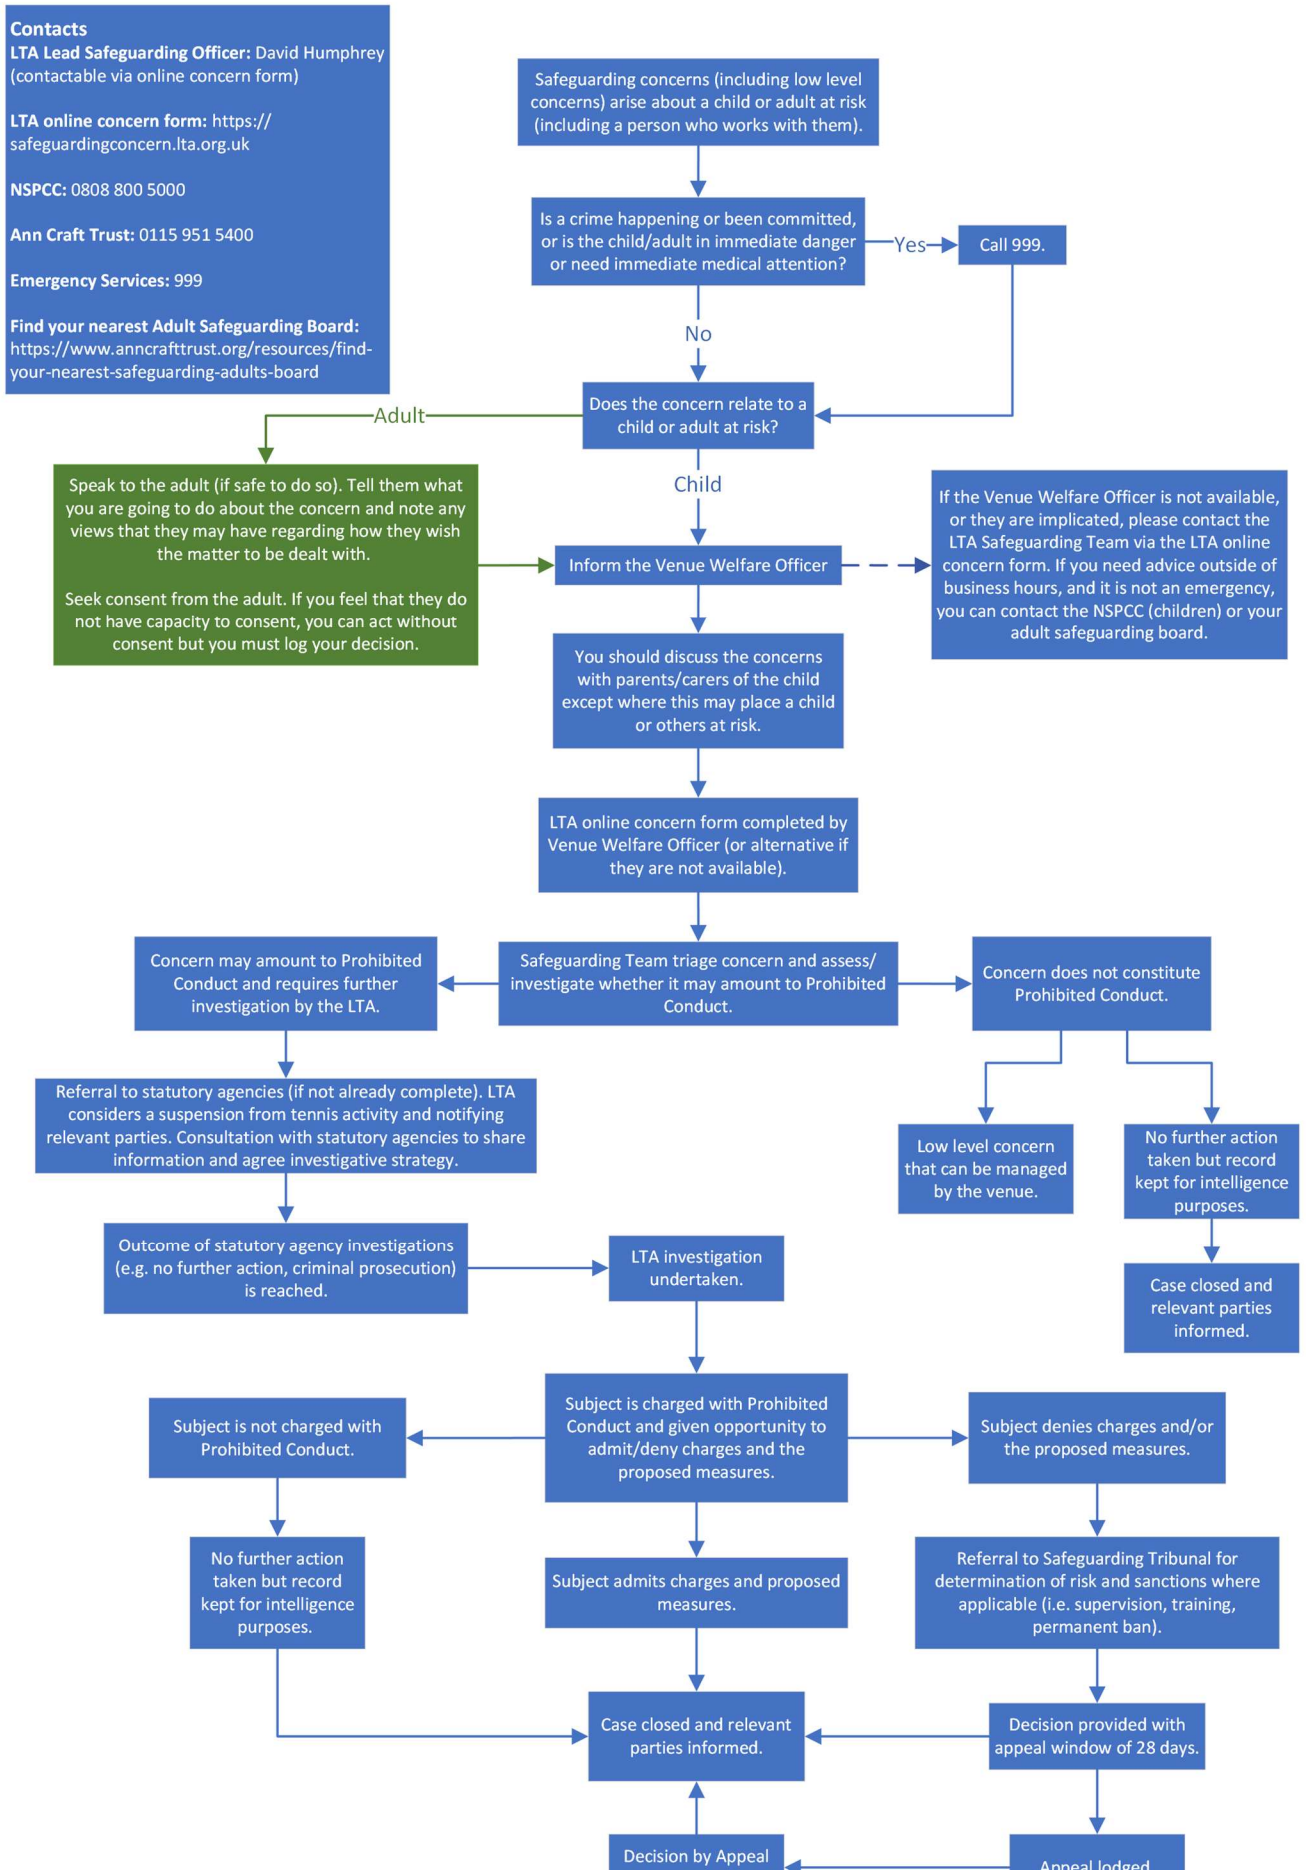 Contacts
LTA Lead Safeguarding Officer: David Humphrey
(contactable via online concern form)
LTA online concern form: https://
safeguardingconcern.lta.org.uk
NSPCC: 0808 800 5000
Ann Craft Trust: 0115 951 5400
Emergency Services: 999
Find your nearest Adult Safeguarding Board:
https://www.anncrafttrust.org/resources/find-
your-nearest-safeguarding-adults-board
Safeguarding concerns (including low level
concerns) arise about a child or adult at risk
(including a person who works with them).
Is a crime happening or been committed,
or is the child/adult in immediate danger
or need immediate medical attention?
Yes
Call 999.
No
Does the concern relate to a
child or adult at risk?
Adult
Child
Speak to the adult (if safe to do so). Tell them what
you are going to do about the concern and note any
views that they may have regarding how they wish
the matter to be dealt with.
Seek consent from the adult. If you feel that they do
not have capacity to consent, you can act without
consent but you must log your decision.
Inform the Venue Welfare Officer
If the Venue Welfare Officer is not available,
or they are implicated, please contact the
LTA Safeguarding Team via the LTA online
concern form. If you need advice outside of
business hours, and it is not an emergency,
you can contact the NSPCC (children) or your
adult safeguarding board.
You should discuss the concerns
with parents/carers of the child
except where this may place a child
or others at risk.
LTA online concern form completed by
Venue Welfare Officer (or alternative if
they are not available).
Safeguarding Team triage concern and assess/
investigate whether it may amount to Prohibited
Conduct.
Concern may amount to Prohibited
Conduct and requires further
investigation by the LTA.
Concern does not constitute
Prohibited Conduct.
Referral to statutory agencies (if not already complete). LTA
considers a suspension from tennis activity and notifying
relevant parties. Consultation with statutory agencies to share
information and agree investigative strategy.
Low level concern
that can be managed
by the venue.
No further action
taken but record
kept for intelligence
purposes.
Outcome of statutory agency investigations
(e.g. no further action, criminal prosecution)
is reached.
LTA investigation
undertaken.
Case closed and
relevant parties
informed.
Subject is not charged with
Prohibited Conduct.
Subject is charged with Prohibited
Conduct and given opportunity to
admit/deny charges and the
proposed measures.
Subject denies charges and/or
the proposed measures.
No further action
taken but record
kept for intelligence
purposes.
Subject admits charges and proposed
measures.
Referral to Safeguarding Tribunal for
determination of risk and sanctions where
applicable (i.e. supervision, training,
permanent ban).
Case closed and relevant
parties informed.
Decision provided with
appeal window of 28 days.
Decision by Appeal
Appeal lodged